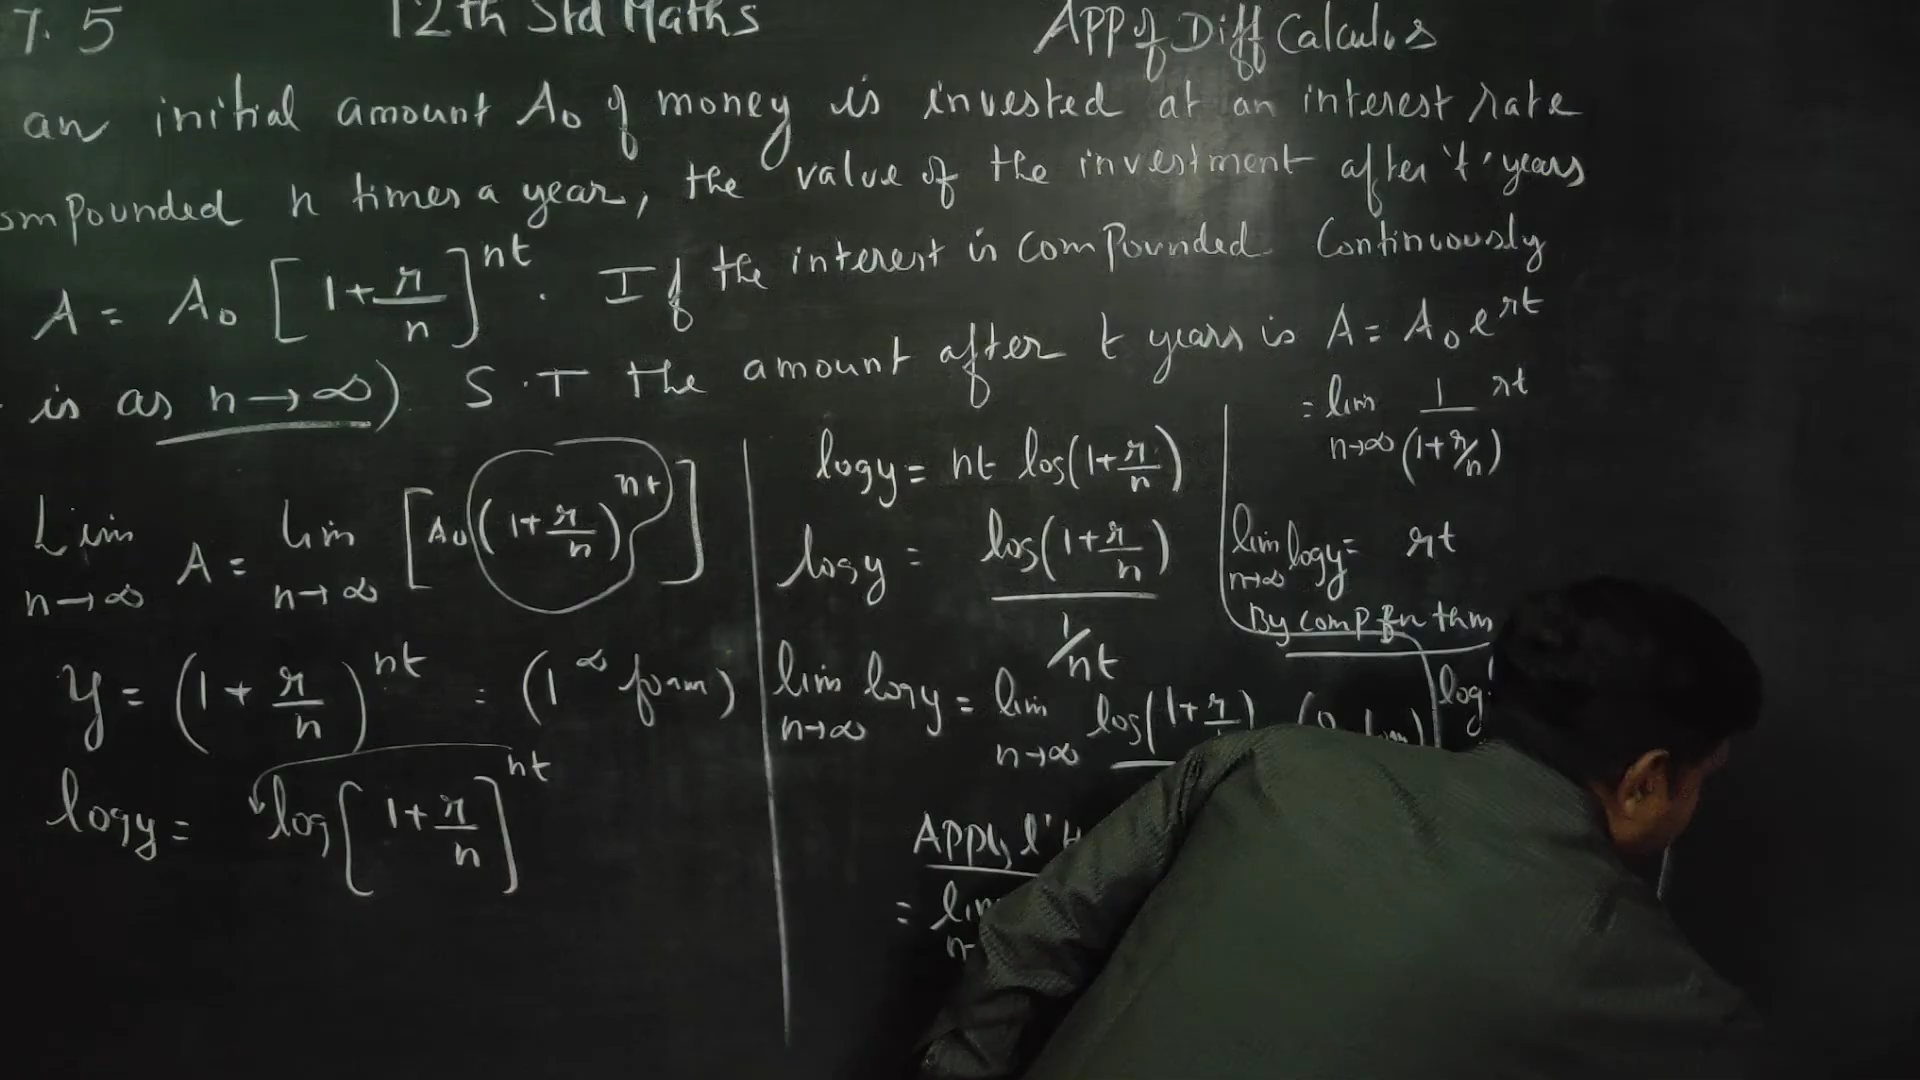 7.5 12th Std Maths App of Diff Calculus
an initial amount A₀ of money is invested at an interest rate
ompounded n times a year, the value of the investment after 't' years
A = A₀ [1 + r/n]^nt . If the interest is compounded Continuously
is as n → ∞) S.T the amount after t years is A = A₀ e^rt
Lim n→∞ A = lim n→∞ [A₀ (1 + r/n)^nt]
y = (1 + r/n)^nt = (1^∞ form)
log y = log [1 + r/n]^nt
log y = nt log (1 + r/n)
log y = log (1 + r/n) / 1/nt
lim n→∞ log y = lim n→∞ log (1 + r/
Apply l'H
= lim
n→
= lim n→∞ 1/(1 + r/n) rt
lim n→∞ log y = rt
By comp fn thm
log